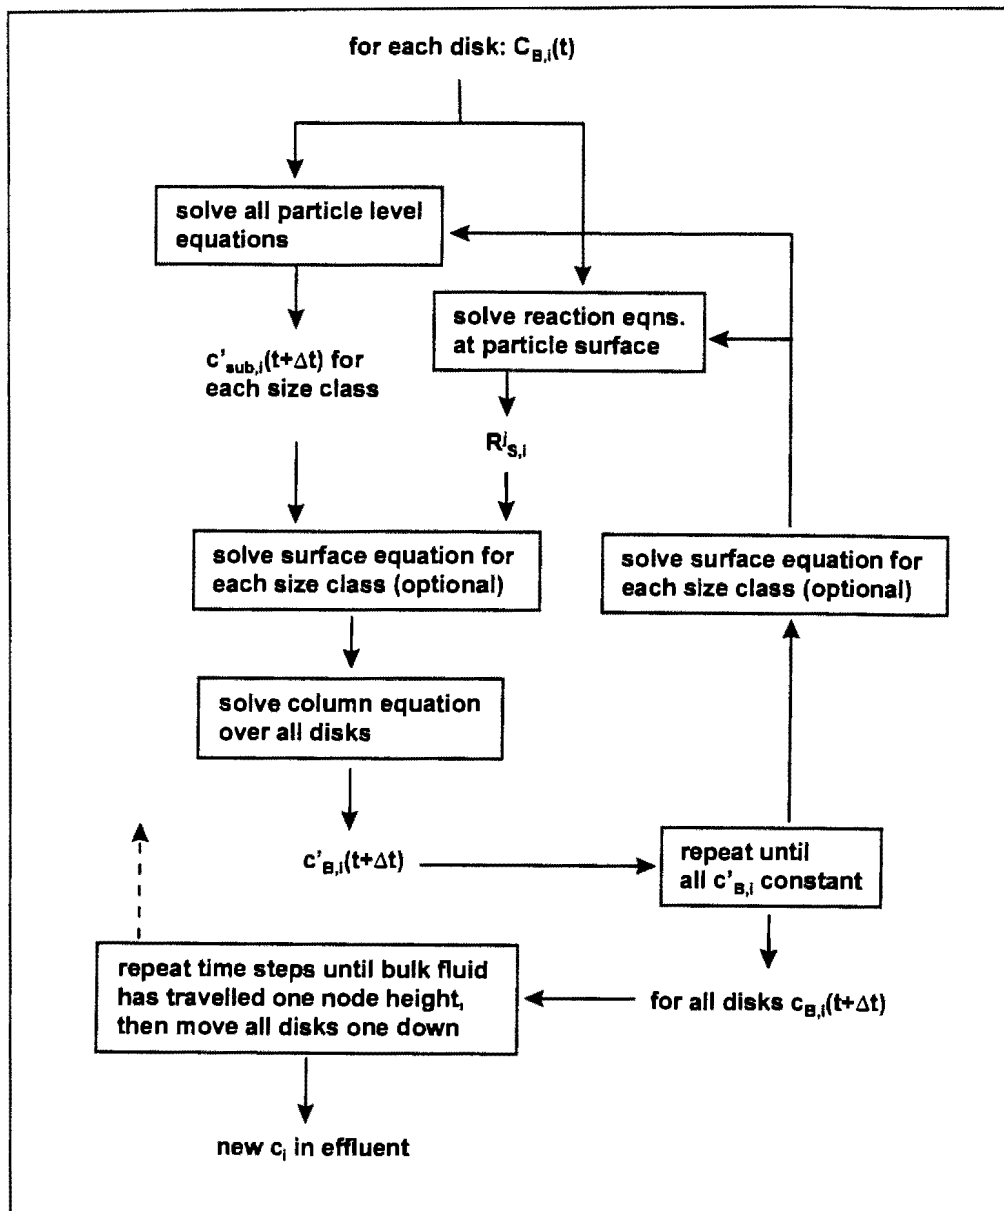 for each disk: C_B,i(t)
solve all particle level
equations
solve reaction eqns.
at particle surface
c'_sub,i(t+Δt) for
each size class
R^j_S,i
solve surface equation for
each size class (optional)
solve surface equation for
each size class (optional)
solve column equation
over all disks
c'_B,i(t+Δt)
repeat until
all c'_B,i constant
repeat time steps until bulk fluid
has travelled one node height,
then move all disks one down
for all disks c_B,i(t+Δt)
new c_i in effluent